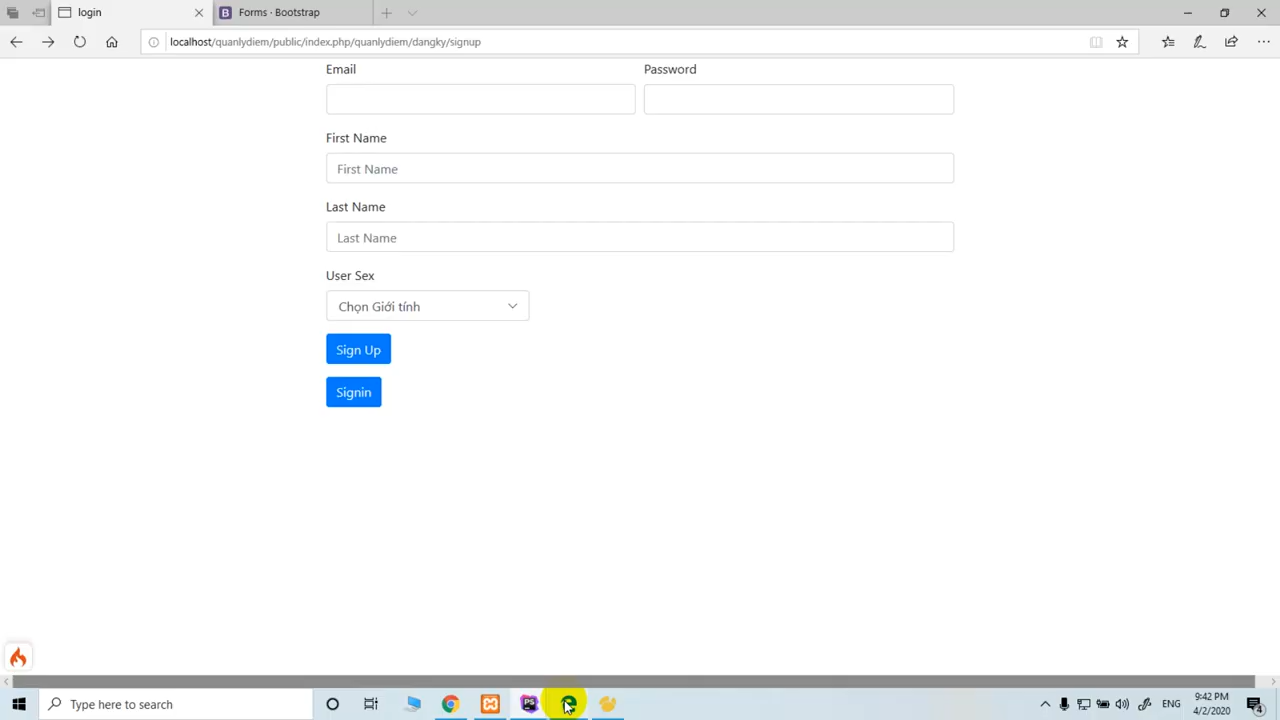 login
Forms · Bootstrap
localhost/quanlydiem/public/index.php/quanlydiem/dangky/signup
Email Password
First Name
First Name
Last Name
Last Name
User Sex
Chọn Giới tính
Sign Up
Signin
Type here to search
PS
ENG
9:42 PM
4/2/2020
4